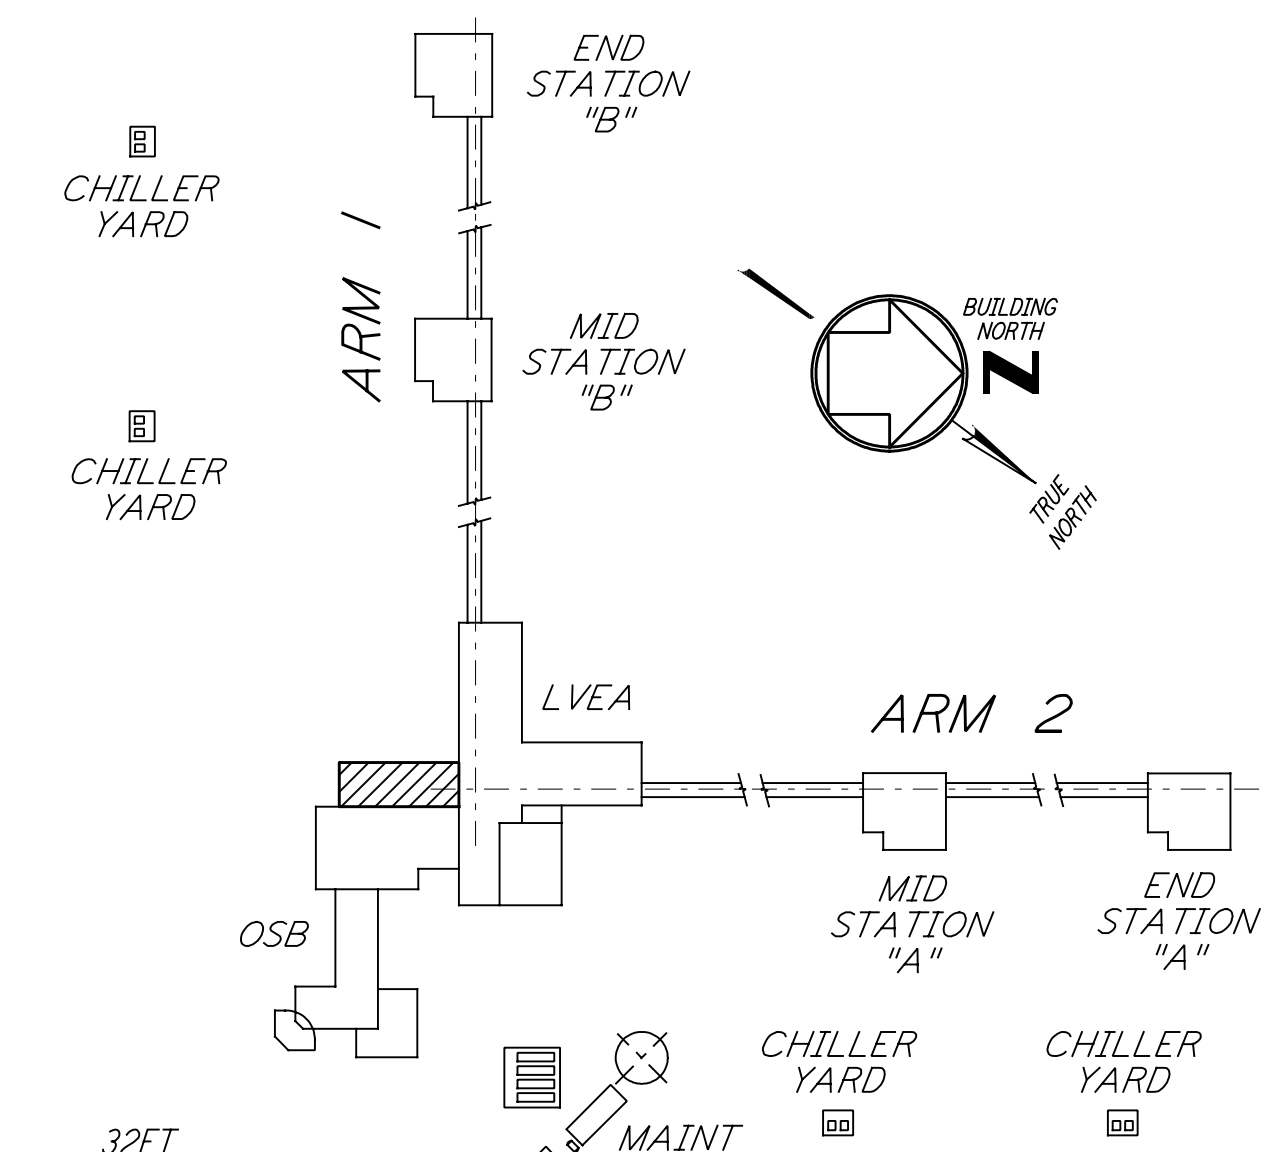 END
STATION
"B"
CHILLER
YARD
ARM 1
MID
STATION
"B"
BUILDING
NORTH
N
CHILLER
YARD
TRUE
NORTH
LVEA
ARM 2
MID
STATION
"A"
END
STATION
"A"
OSB
CHILLER
YARD
CHILLER
YARD
32FT
MAINT